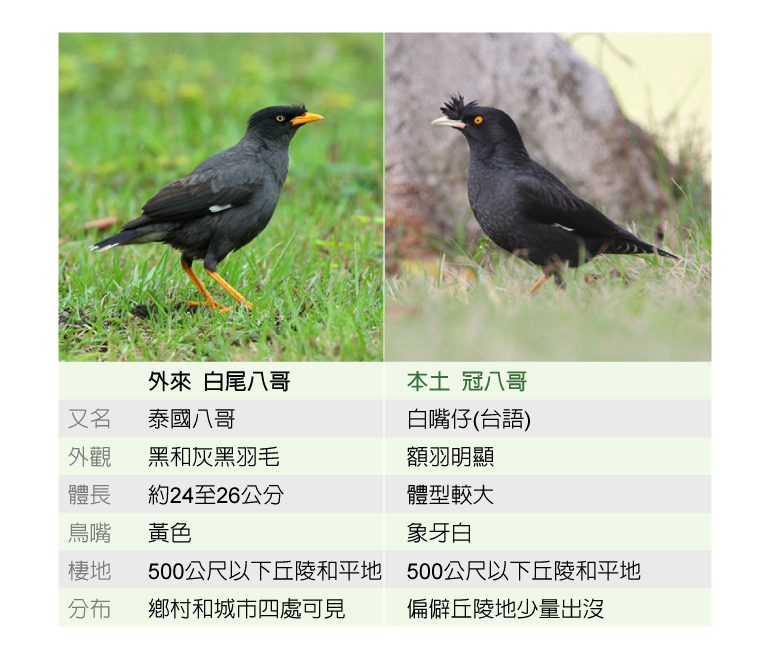 外來 白尾八哥 本土 冠八哥
又名 泰國八哥 白嘴仔(台語)
外觀 黑和灰黑羽毛 額羽明顯
體長 約24至26公分 體型較大
鳥嘴 黃色 象牙白
棲地 500公尺以下丘陵和平地 500公尺以下丘陵和平地
分布 鄉村和城市四處可見 偏僻丘陵地少量出沒